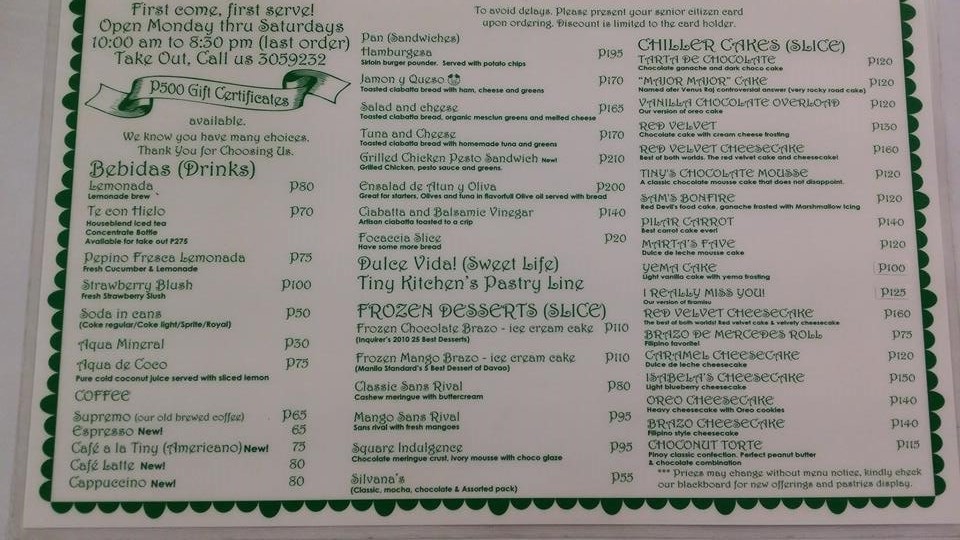 First come, first serve!
Open Monday thru Saturdays
10:00 am to 8:30 pm (last order)
Take Out, Call us 3059232
P500 Gift Certificates
available.
We know you have many choices.
Thank You for Choosing Us.
Bebidas (Drinks)
Lemonada P80
Lemonade brew
Te con Hielo P70
Houseblend iced tea
Concentrate Bottle
Available for take out P275
Pepino Fresca Lemonada P75
Fresh Cucumber & Lemonade
Strawberry Blush P100
Fresh Strawberry Slush
Soda in cans P50
(Coke regular/Coke light/Sprite/Royal)
Aqua Mineral P30
Aqua de Coco P75
Pure cold coconut juice served with sliced lemon
COFFEE
Supremo (our old brewed coffee) P65
Espresso New! 65
Café a la Tiny (Americano) New! 75
Café Latte New! 80
Cappuccino New! 80
To avoid delays. Please present your senior citizen card
upon ordering. Discount is limited to the card holder.
Pan (Sandwiches)
Hamburgesa P195
Sirloin burger pounder. Served with potato chips
Jamon y Queso P170
Toasted ciabatta bread with ham, cheese and greens
Salad and cheese P165
Toasted ciabatta bread, organic mesclun greens and melted cheese
Tuna and Cheese P170
Toasted ciabatta bread with homemade tuna and greens
Grilled Chicken Pesto Sandwich New! P210
Grilled Chicken, pesto sauce and greens.
Ensalad de Atun y Oliva P200
Great for starters, Olives and tuna in flavorfull Olive oil served with bread
Ciabatta and Balsamic Vinegar P140
Artisan ciabatta toasted to a crip
Focaccia Slice P20
Have some more bread
Dulce Vida! (Sweet Life)
Tiny Kitchen's Pastry Line
FROZEN DESSERTS (SLICE)
Frozen Chocolate Brazo - ice cream cake P110
(Inquirer's 2010 25 Best Desserts)
Frozen Mango Brazo - ice cream cake P110
(Manila Standard's 5 Best Dessert of Davao)
Classic Sans Rival P80
Cashew meringue with buttercream
Mango Sans Rival P95
Sans rival with fresh mangoes
Square Indulgence P95
Chocolate meringue crust, ivory mousse with choco glaze
Silvana's P55
(Classic, mocha, chocolate & Assorted pack)
CHILLER CAKES (SLICE)
TARTA DE CHOCOLATE P120
Chocolate ganache and dark choco cake
"MAJOR MAJOR" CAKE P120
Named after Venus Raj controversial answer (very rocky road cake)
VANILLA CHOCOLATE OVERLOAD P120
Our version of oreo cake
RED VELVET P130
Chocolate cake with cream cheese frosting
RED VELVET CHEESECAKE P160
Best of both worlds. The red velvet cake and cheesecake!
TINY'S CHOCOLATE MOUSSE P120
A classic chocolate mousse cake that does not disappoint.
SAM'S BONFIRE P120
Red Devil's food cake, ganache frosted with Marshmallow icing
PILAR CARROT P140
Best carrot cake ever!
MARTA'S FAVE P120
Dulce de leche mousse cake
YEMA CAKE P100
Light vanilla cake with yema frosting
I REALLY MISS YOU! P125
Our version of tiramisu
RED VELVET CHEESECAKE P160
The best of both worlds! Red velvet cake & velvety cheesecake
BRAZO DE MERCEDES ROLL P75
Filipino favorite!
CARAMEL CHEESECAKE P120
Dulce de leche cheesecake
ISABELA'S CHEESECAKE P150
Light blueberry cheesecake
OREO CHEESECAKE P140
Heavy cheesecake with Oreo cookies
BRAZO CHEESECAKE P140
Filipino style cheesecake
CHOCONUT TORTE P115
Pinoy classic confection. Perfect peanut butter
& chocolate combination
*** Prices may change without menu notice, kindly check
our blackboard for new offerings and pastries display.